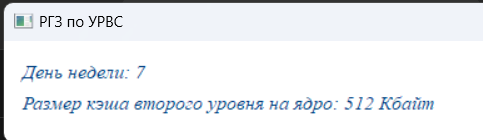 РГЗ по УРВС
День недели: 7
Размер кэша второго уровня на ядро: 512 Кбайт